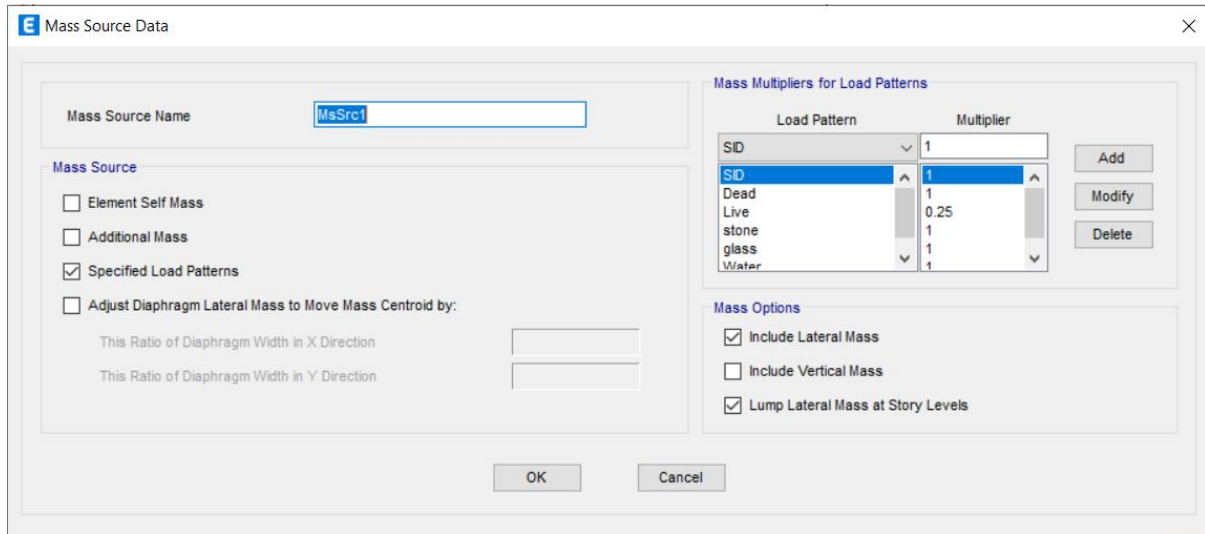 E Mass Source Data
Mass Source Name MsSrc1
Mass Source
Element Self Mass
Additional Mass
Specified Load Patterns
Adjust Diaphragm Lateral Mass to Move Mass Centroid by:
This Ratio of Diaphragm Width in X Direction
This Ratio of Diaphragm Width in Y Direction
Mass Multipliers for Load Patterns
Load Pattern Multiplier
SID 1 Add
SID 1
Dead 1 Modify
Live 0.25
stone 1 Delete
glass 1
Water 1
Mass Options
Include Lateral Mass
Include Vertical Mass
Lump Lateral Mass at Story Levels
OK Cancel